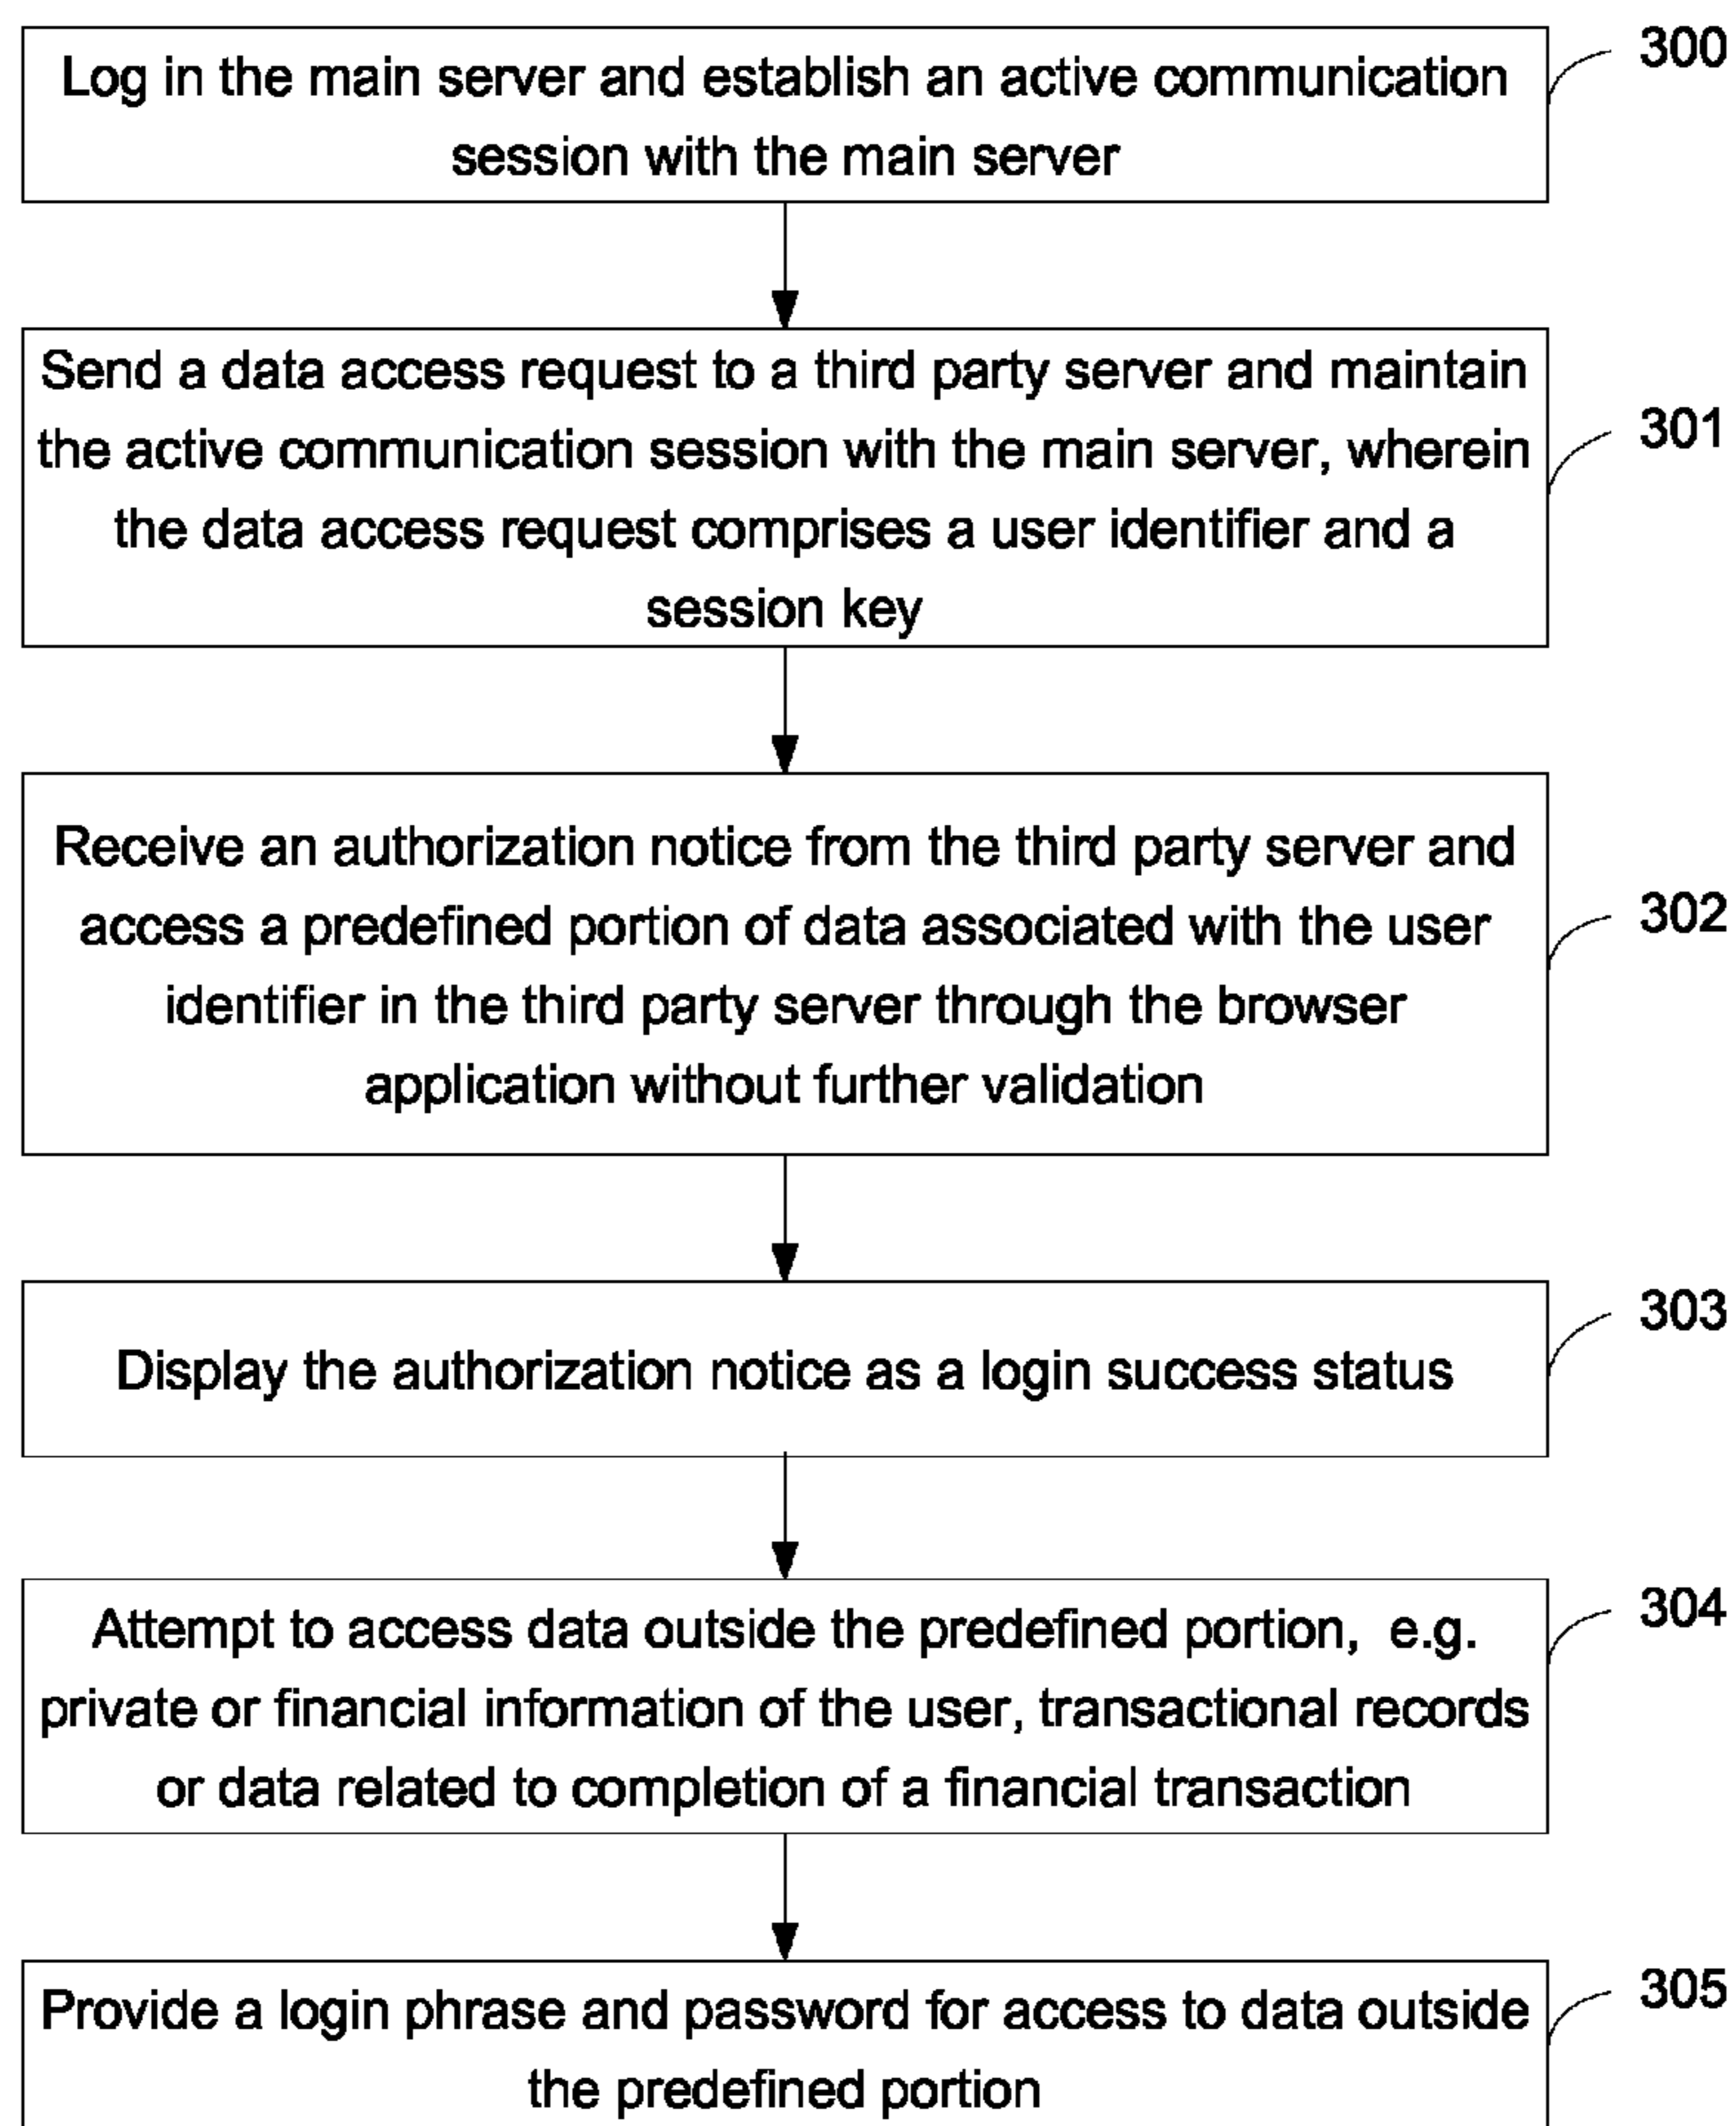 Log in the main server and establish an active communication
session with the main server
300
Send a data access request to a third party server and maintain
the active communication session with the main server, wherein
the data access request comprises a user identifier and a
session key
301
Receive an authorization notice from the third party server and
access a predefined portion of data associated with the user
identifier in the third party server through the browser
application without further validation
302
Display the authorization notice as a login success status
303
Attempt to access data outside the predefined portion, e.g.
private or financial information of the user, transactional records
or data related to completion of a financial transaction
304
Provide a login phrase and password for access to data outside
the predefined portion
305